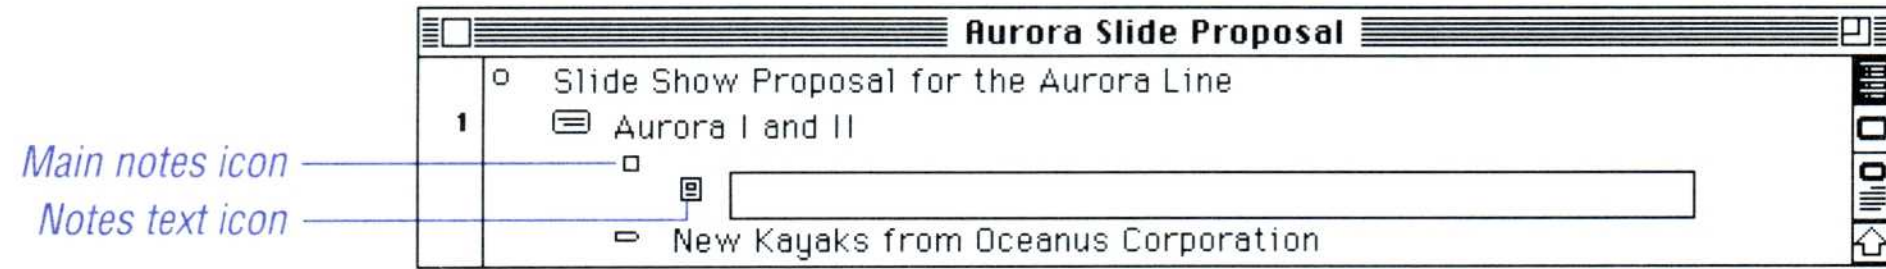 Aurora Slide Proposal
Slide Show Proposal for the Aurora Line
1 Aurora I and II
Main notes icon
Notes text icon
New Kayaks from Oceanus Corporation